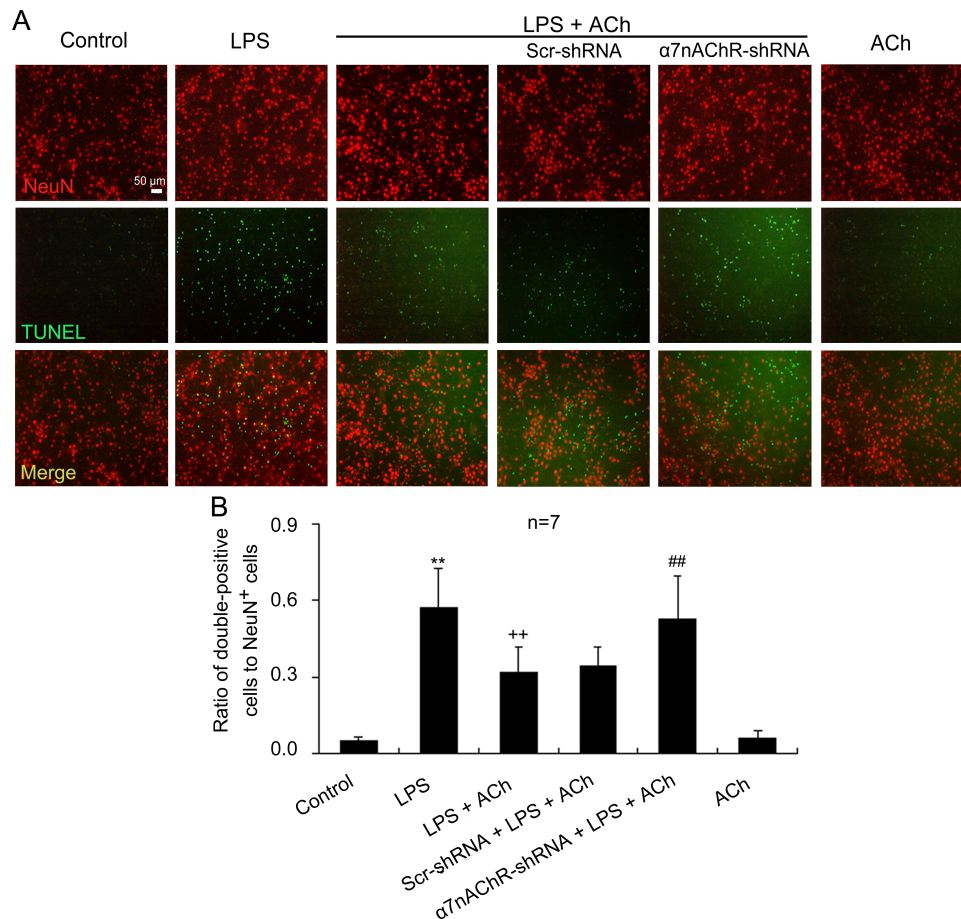 A
LPS + ACh
Control
LPS
Scr-shRNA
α7nAChR-shRNA
ACh
NeuN
50 μm
TUNEL
Merge
B
n=7
Ratio of double-positive
cells to NeuN⁺ cells
0.9
0.6
0.3
0.0
**
++
##
Control
LPS
LPS + ACh
Scr-shRNA + LPS + ACh
α7nAChR-shRNA + LPS + ACh
ACh